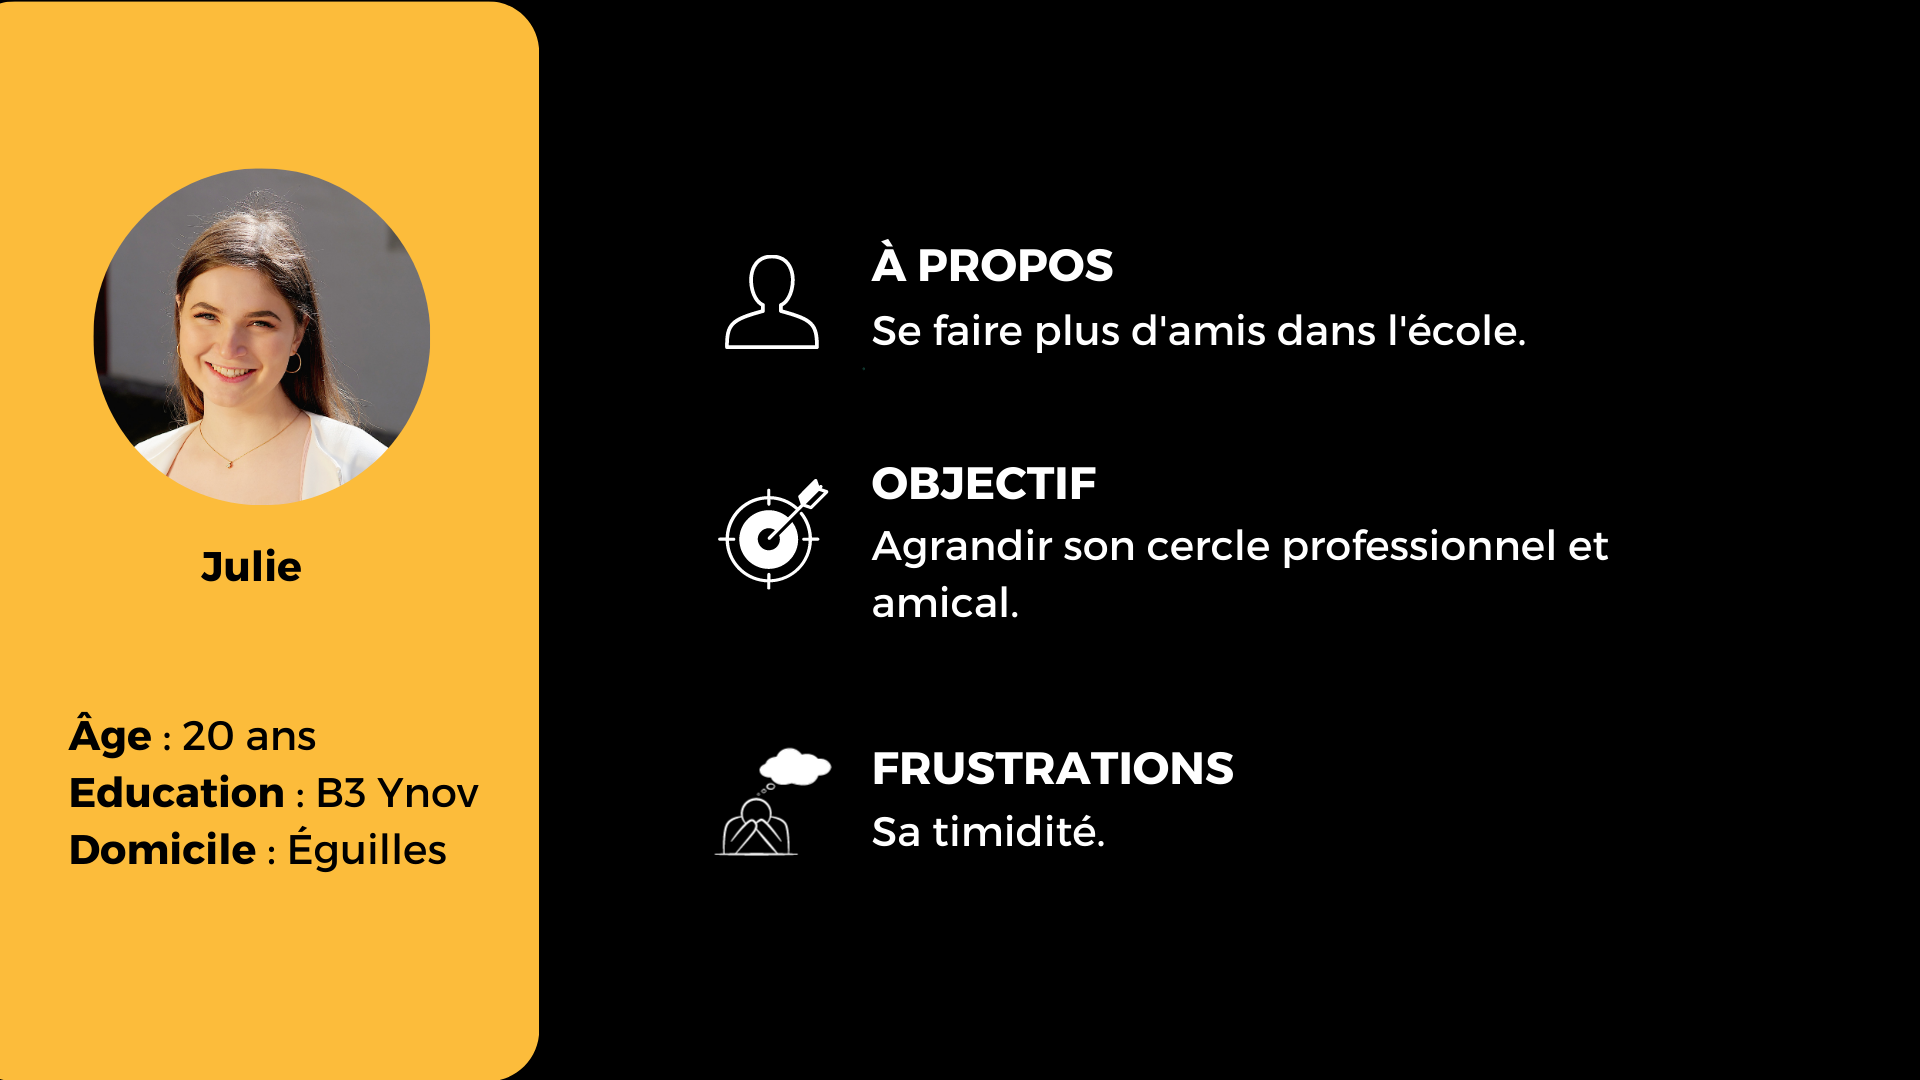 Julie
Âge : 20 ans
Education : B3 Ynov
Domicile : Éguilles
À PROPOS
Se faire plus d'amis dans l'école.
OBJECTIF
Agrandir son cercle professionnel et
amical.
FRUSTRATIONS
Sa timidité.